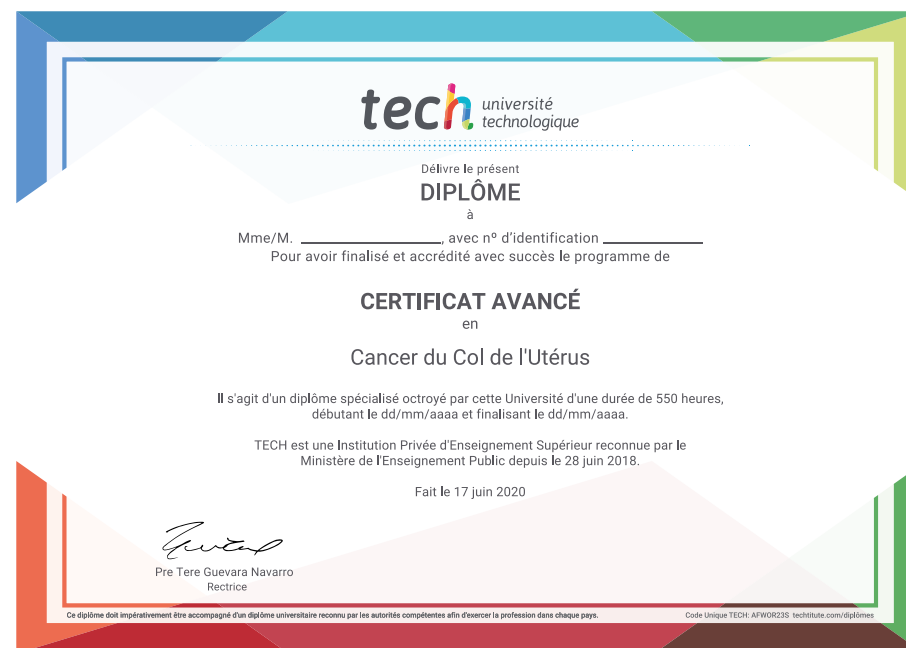 tech université
technologique
Délivre le présent
DIPLÔME
à
Mme/M. ____________________, avec nº d'identification ______________
Pour avoir finalisé et accrédité avec succès le programme de
CERTIFICAT AVANCÉ
en
Cancer du Col de l'Utérus
Il s'agit d'un diplôme spécialisé octroyé par cette Université d'une durée de 550 heures,
débutant le dd/mm/aaaa et finalisant le dd/mm/aaaa.
TECH est une Institution Privée d'Enseignement Supérieur reconnue par le
Ministère de l'Enseignement Public depuis le 28 juin 2018.
Fait le 17 juin 2020
Pre Tere Guevara Navarro
Rectrice
Ce diplôme doit impérativement être accompagné d'un diplôme universitaire reconnu par les autorités compétentes afin d'exercer la profession dans chaque pays.
Code Unique TECH: AFWOR23S techtitute.com/diplômes